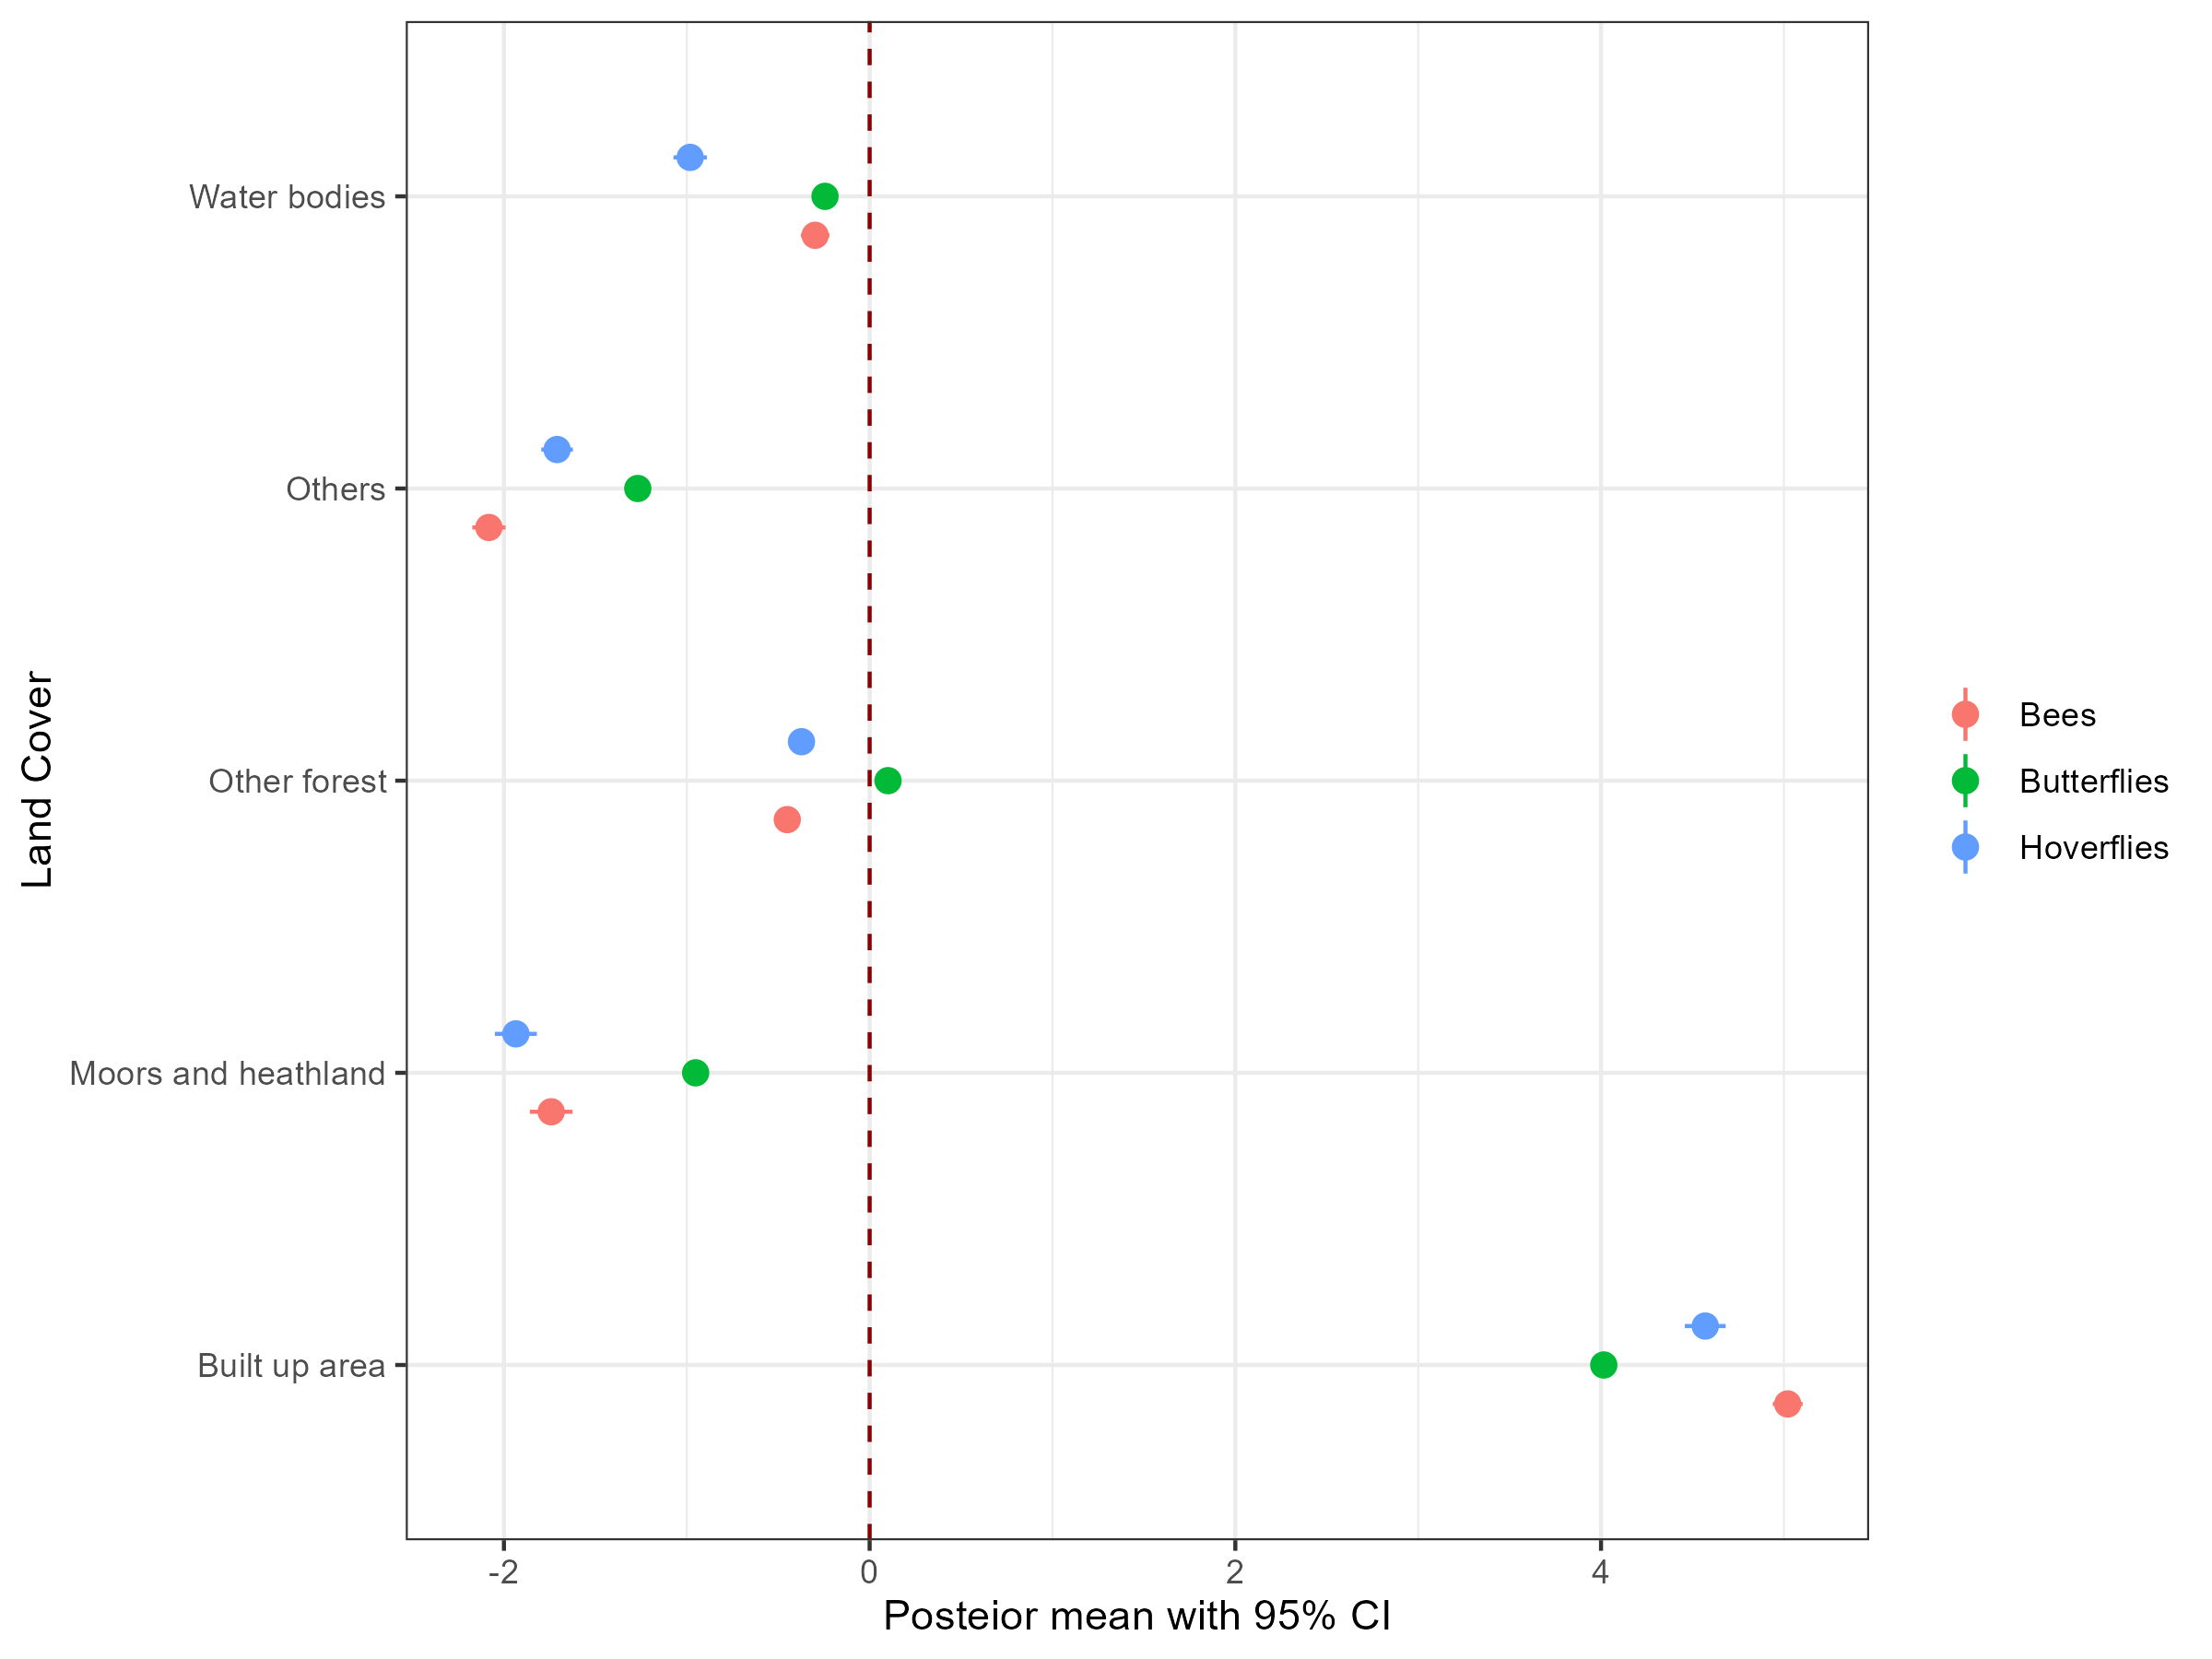 Water bodies
Others
Other forest
Moors and heathland
Built up area
Land Cover
-2
0
2
4
Posteior mean with 95% CI
Bees
Butterflies
Hoverflies